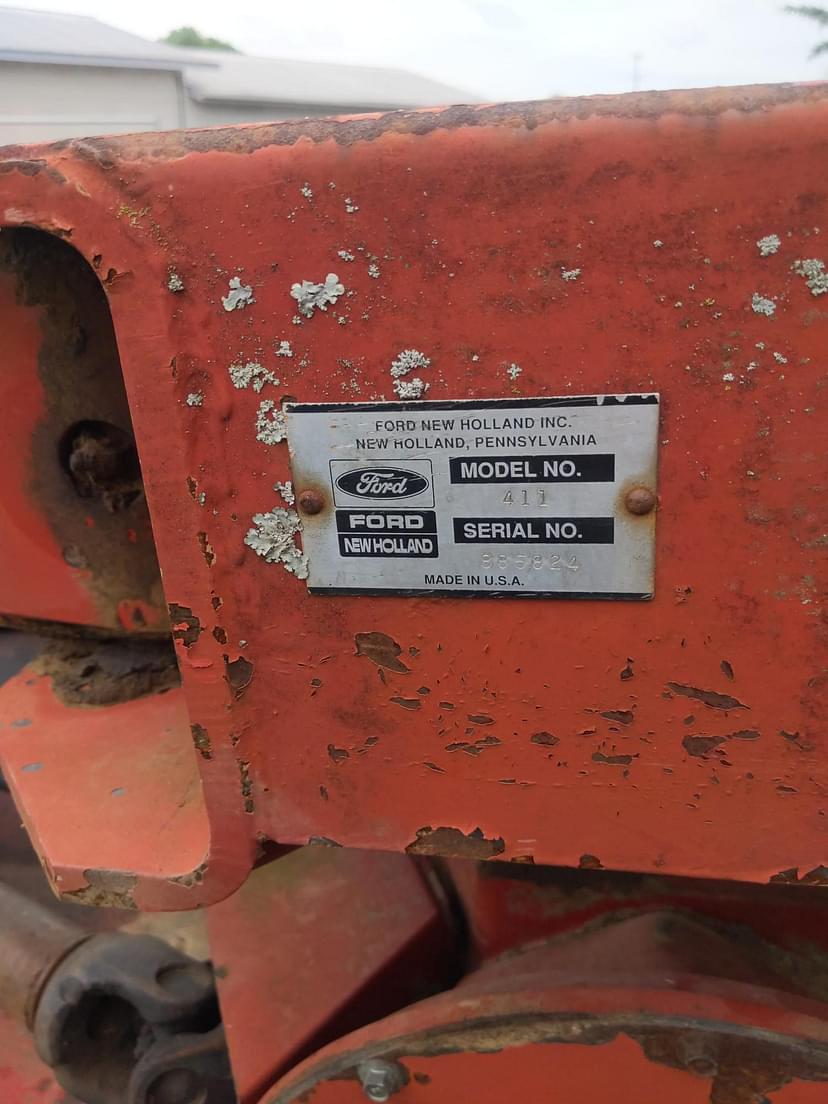 FORD NEW HOLLAND INC.
NEW HOLLAND, PENNSYLVANIA
Ford
MODEL NO.
411
FORD
NEW HOLLAND
SERIAL NO.
885824
MADE IN U.S.A.